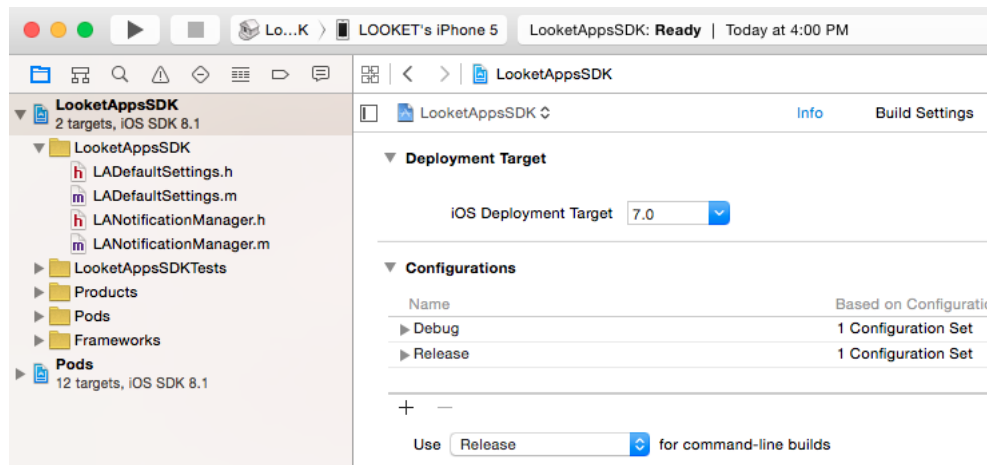 Lo...K 〉 LOOKET's iPhone 5 LooketAppsSDK: Ready | Today at 4:00 PM
LooketAppsSDK
LooketAppsSDK
2 targets, iOS SDK 8.1
LooketAppsSDK
h LADefaultSettings.h
m LADefaultSettings.m
h LANotificationManager.h
m LANotificationManager.m
LooketAppsSDKTests
Products
Pods
Frameworks
Pods
12 targets, iOS SDK 8.1
LooketAppsSDK Info Build Settings
Deployment Target
iOS Deployment Target 7.0
Configurations
Name Based on Configuratio
Debug 1 Configuration Set
Release 1 Configuration Set
+ −
Use Release for command-line builds